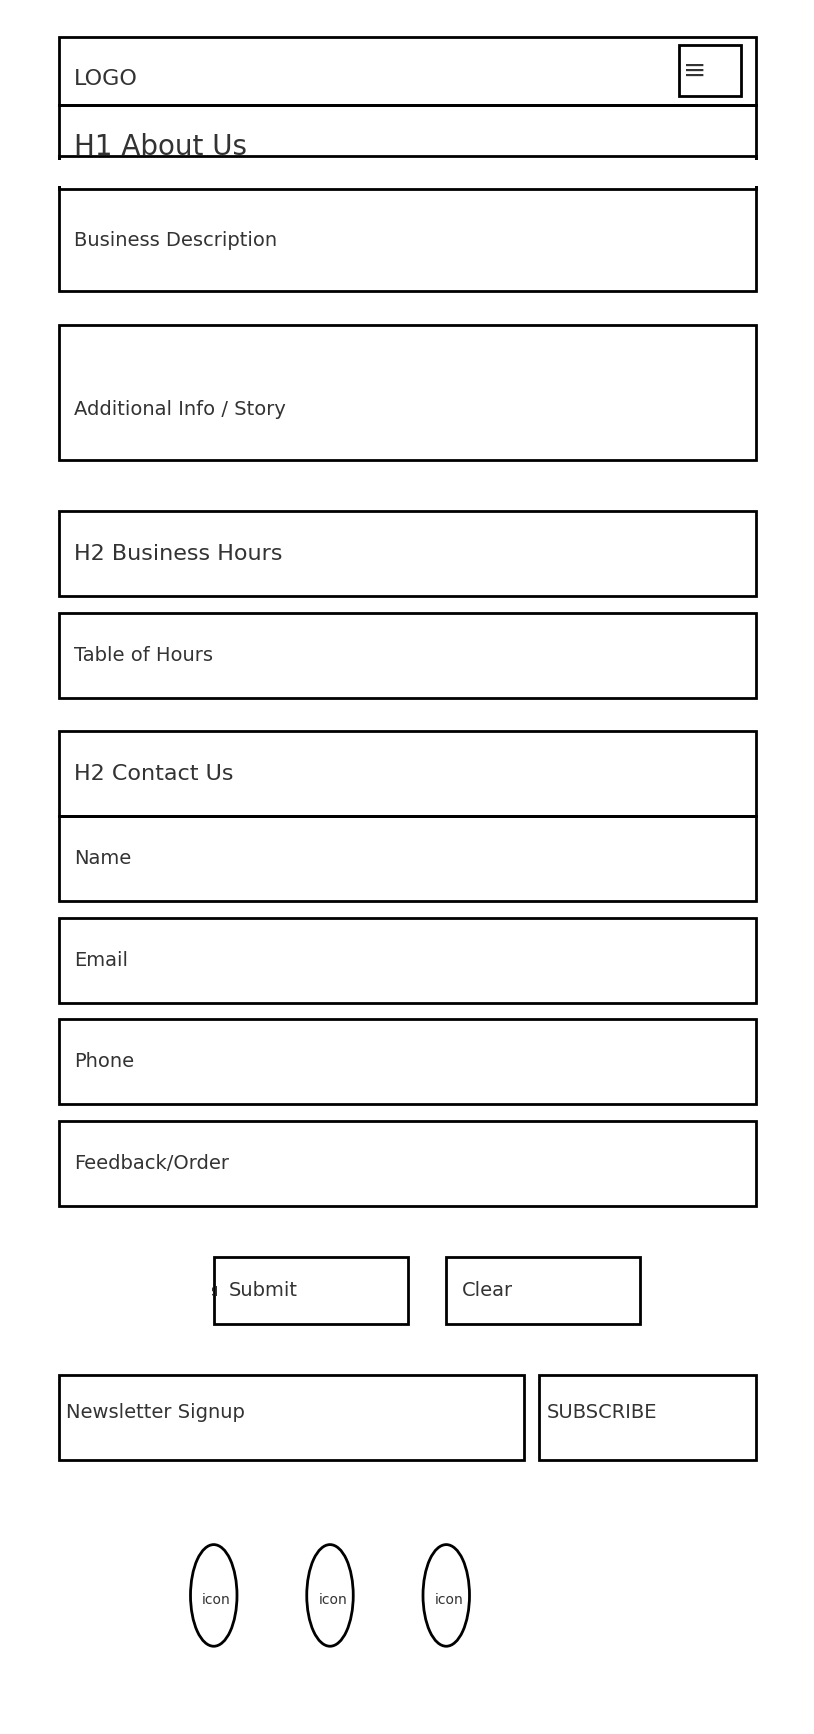 LOGO
≡
H1 About Us
Business Description
Additional Info / Story
H2 Business Hours
Table of Hours
H2 Contact Us
Name
Email
Phone
Feedback/Order
Submit
Clear
Newsletter Signup
SUBSCRIBE
icon
icon
icon